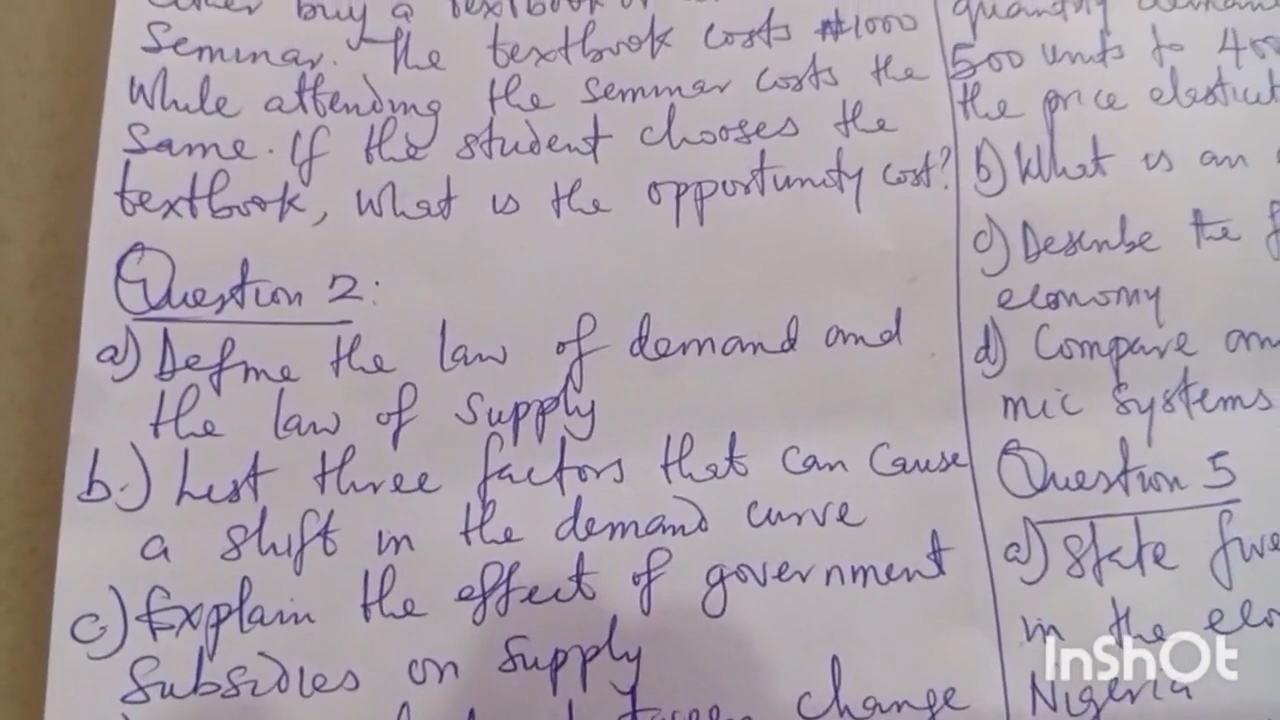 buy a textbook
Seminar. The textbook costs ₦1000
While attending the seminar costs the
Same. If the student chooses the
textbook, what is the opportunity cost?
Question 2:
a) Define the law of demand and
the law of supply
b.) List three factors that can cause
a shift in the demand curve
c) Explain the effect of government
Subsidies on supply
change
quantity
500 units to 400
the price
b) What is an
c) Describe the
economy
d) Compare
mic systems
Question 5
a) State
in the
Nigeria
InShOt